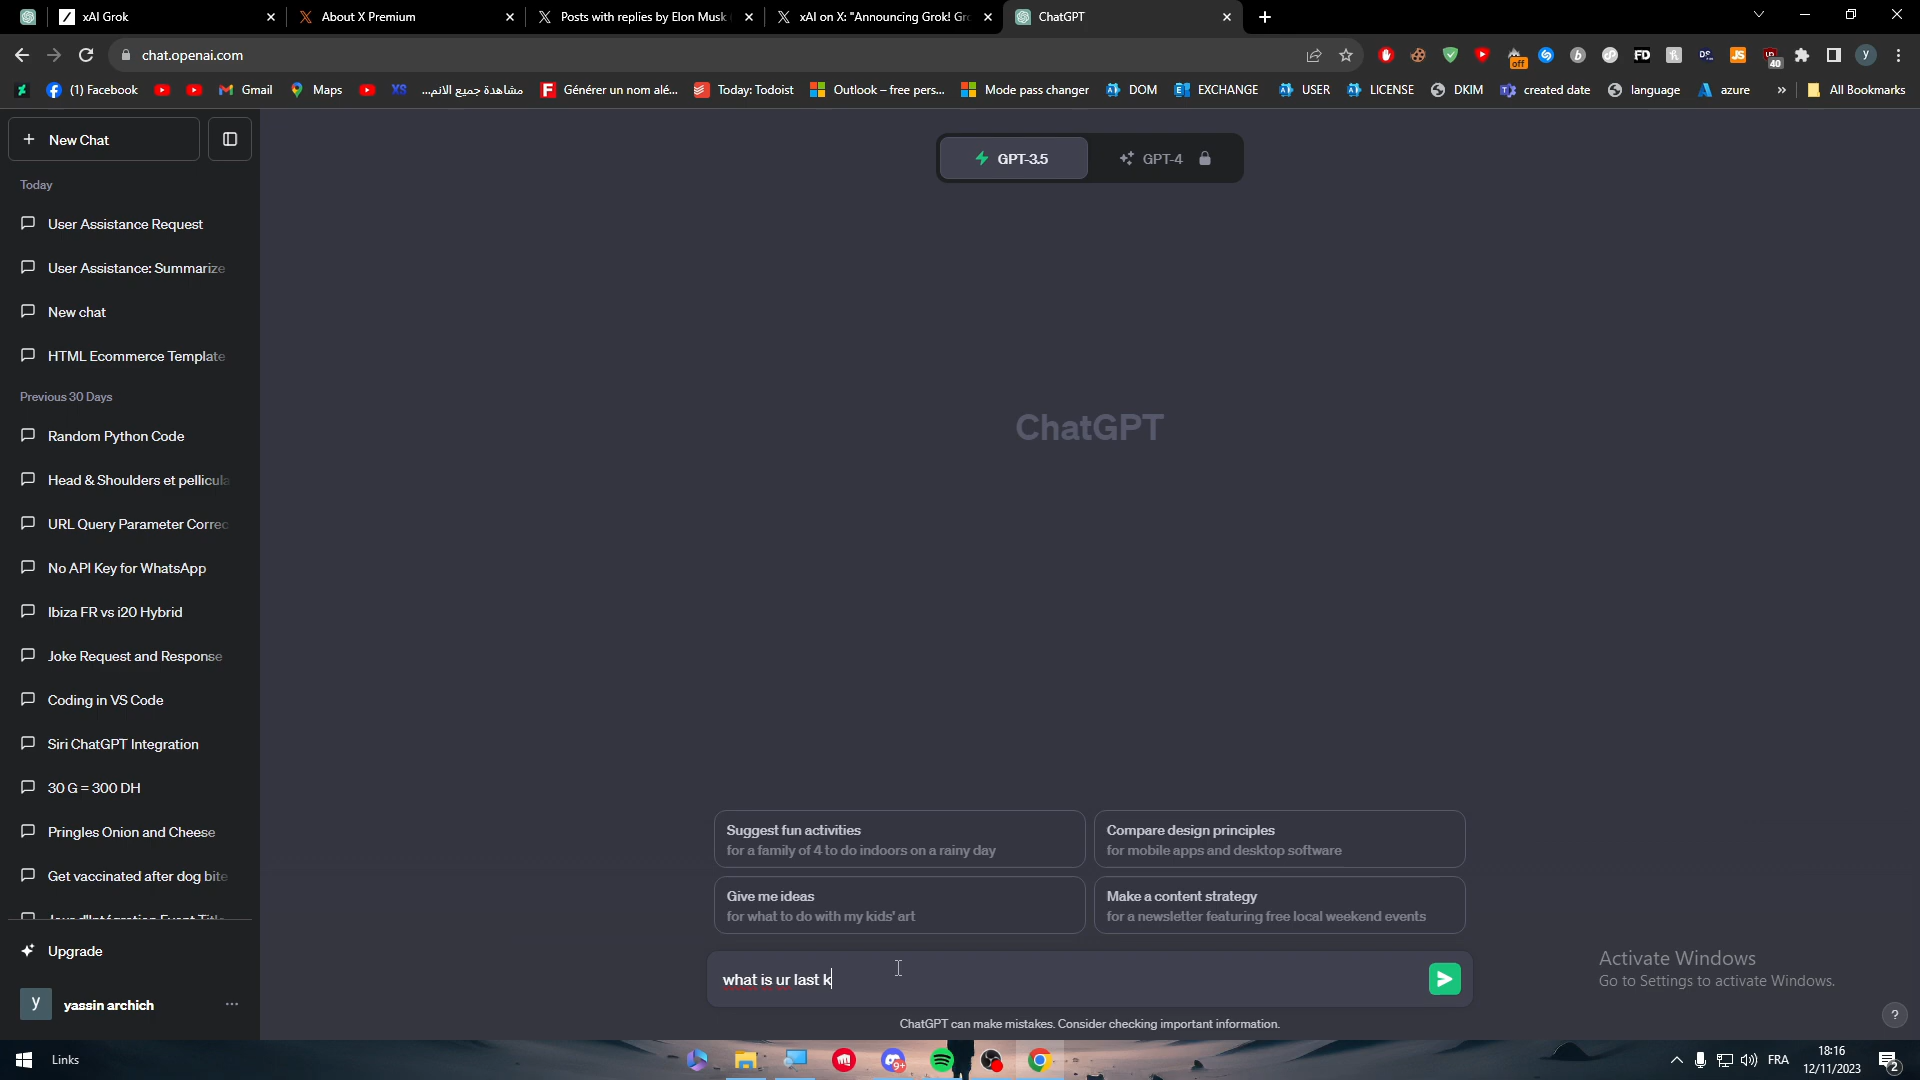 xAI Grok
About X Premium
Posts with replies by Elon Musk
xAI on X: "Announcing Grok! Gr
ChatGPT
chat.openai.com
off
FD
JS
40
y
(1) Facebook
Gmail
Maps
XS
مشاهدة جميع الانم...
Générer un nom alé...
Today: Todoist
Outlook – free pers...
Mode pass changer
DOM
EXCHANGE
USER
LICENSE
DKIM
created date
language
azure
»
All Bookmarks
New Chat
GPT-3.5
GPT-4
Today
User Assistance Request
User Assistance: Summarize
New chat
HTML Ecommerce Template
Previous 30 Days
Random Python Code
Head & Shoulders et pellicula
URL Query Parameter Correc
No API Key for WhatsApp
Ibiza FR vs i20 Hybrid
Joke Request and Response
Coding in VS Code
Siri ChatGPT Integration
30 G = 300 DH
Pringles Onion and Cheese
Get vaccinated after dog bite
ChatGPT
Suggest fun activities
for a family of 4 to do indoors on a rainy day
Compare design principles
for mobile apps and desktop software
Give me ideas
for what to do with my kids' art
Make a content strategy
for a newsletter featuring free local weekend events
Upgrade
y
yassin archich
what is ur last k
ChatGPT can make mistakes. Consider checking important information.
Activate Windows
Go to Settings to activate Windows.
?
Links
9+
FRA
18:16
12/11/2023
2